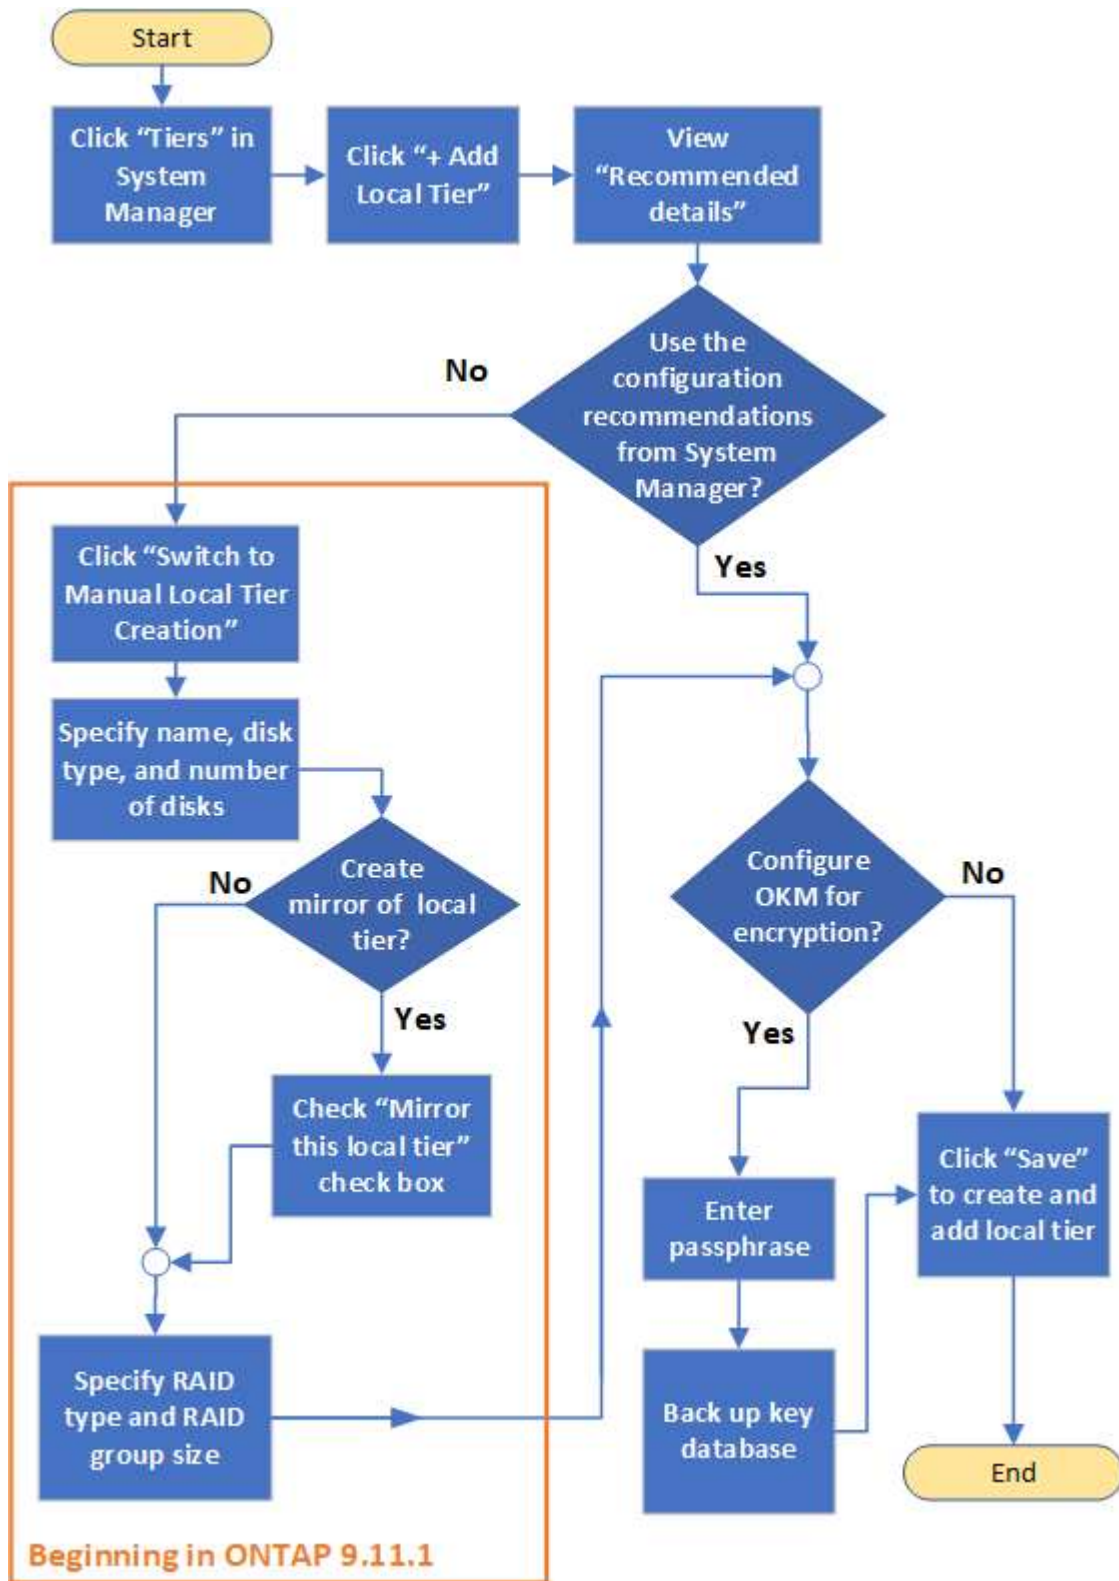 Start
Click “Tiers” in
System
Manager
Click “+ Add
Local Tier”
View
“Recommended
details”
Use the
configuration
recommendations
from System
Manager?
No
Yes
Click “Switch to
Manual Local Tier
Creation”
Specify name, disk
type, and number
of disks
Create
mirror of local
tier?
No
Yes
Check “Mirror
this local tier”
check box
Specify RAID
type and RAID
group size
Beginning in ONTAP 9.11.1
Configure
OKM for
encryption?
No
Yes
Enter
passphrase
Back up key
database
Click “Save”
to create and
add local tier
End